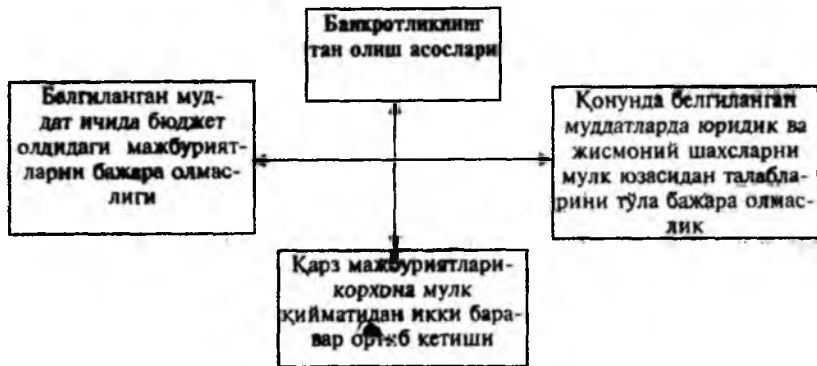 Банкротликнинг
тан олиш асослари
Белгиланган муд-
дат ичида бюджет
олдидаги мажбурият-
ларни бажара олмас-
лиги
Қонунда белгиланган
муддатларда юридик ва
жисмоний шахсларни
мулк юзасидан талабла-
рини тўла бажара олмас-
лик
Қарз мажбуриятлари-
корхона мулк
қийматидан икки бара-
вар ортиб кетиши